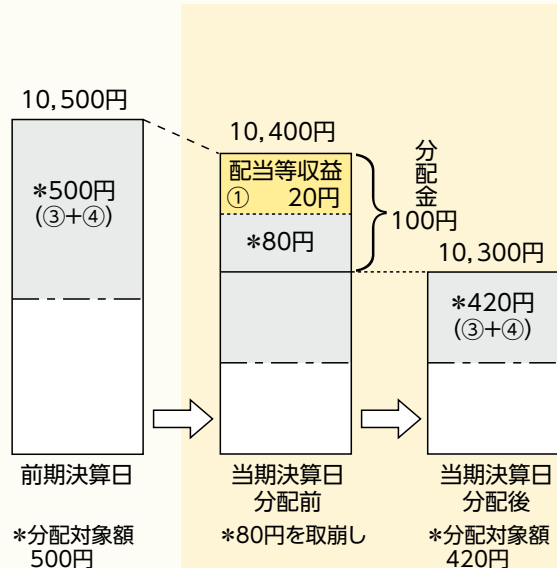 10,500円
*500円
(③+④)
前期決算日
*分配対象額
500円
10,400円
配当等収益
① 20円
*80円
分配金
100円
当期決算日
分配前
*80円を取崩し
10,300円
*420円
(③+④)
当期決算日
分配後
*分配対象額
420円